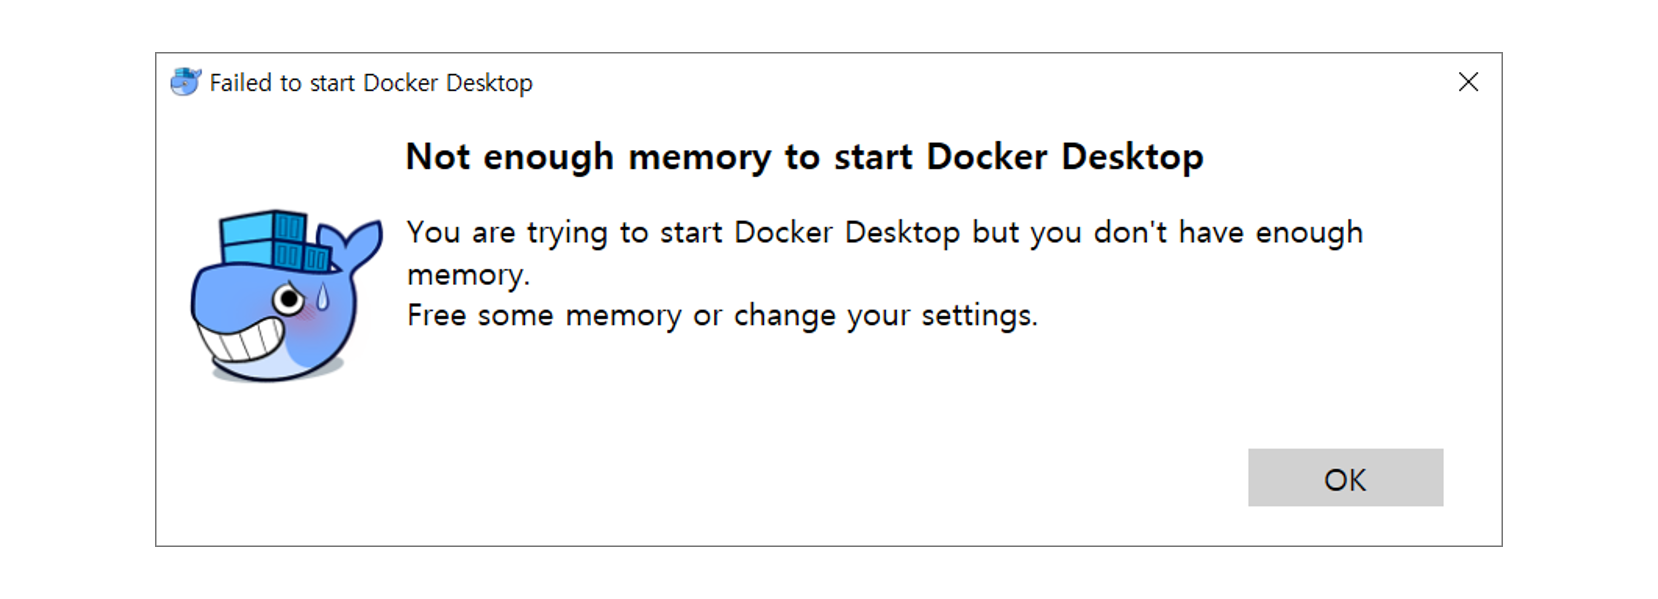 Failed to start Docker Desktop
Not enough memory to start Docker Desktop
You are trying to start Docker Desktop but you don't have enough
memory.
Free some memory or change your settings.
OK